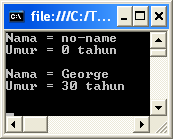 file:///C:/T...
Nama = no-name
Umur = 0 tahun
Nama = George
Umur = 30 tahun